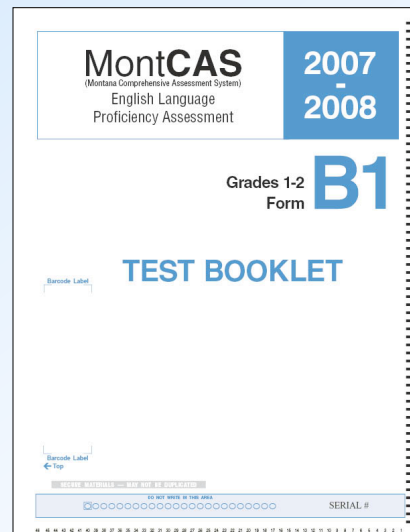 MontCAS
(Montana Comprehensive Assessment System)
English Language
Proficiency Assessment
2007
-
2008
Grades 1-2
Form
B1
TEST BOOKLET
Barcode Label
Barcode Label
← Top
SECURE MATERIALS — MAY NOT BE DUPLICATED
DO NOT WRITE IN THIS AREA
SERIAL #